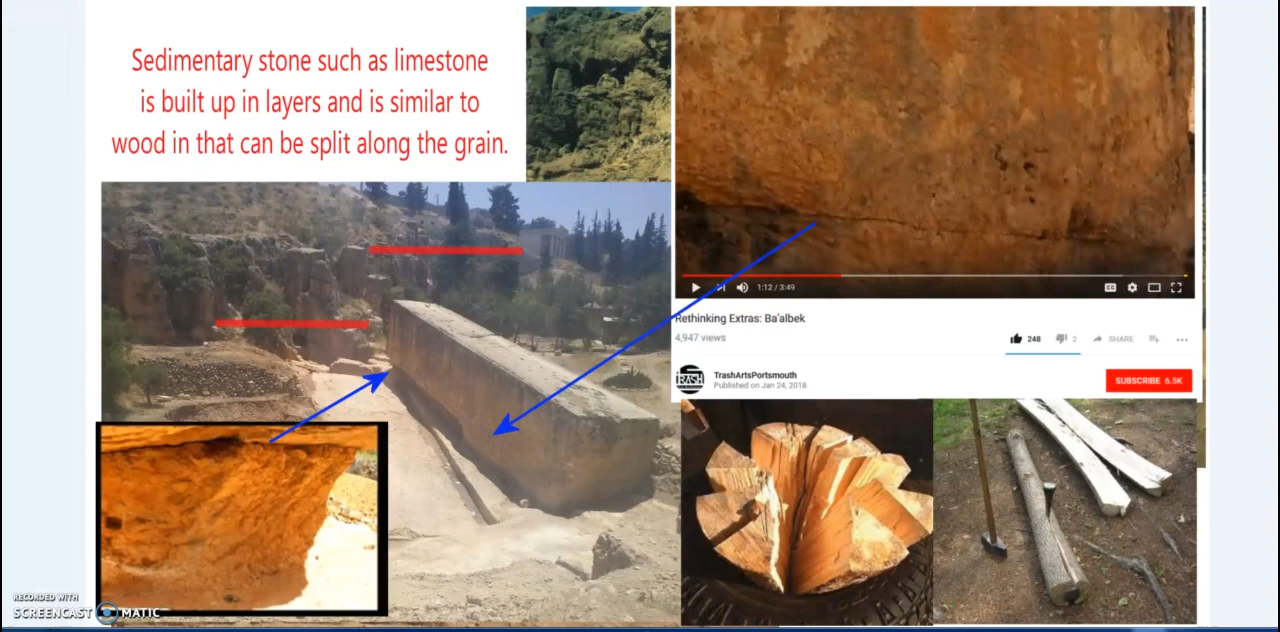 Sedimentary stone such as limestone
is built up in layers and is similar to
wood in that can be split along the grain.
1:12 / 3:49
CC
Rethinking Extras: Ba'albek
4,947 views
248
2
SHARE
TRASH
TrashArtsPortsmouth
Published on Jan 24, 2018
SUBSCRIBE 6.5K
RECORDED WITH
SCREENCAST MATIC